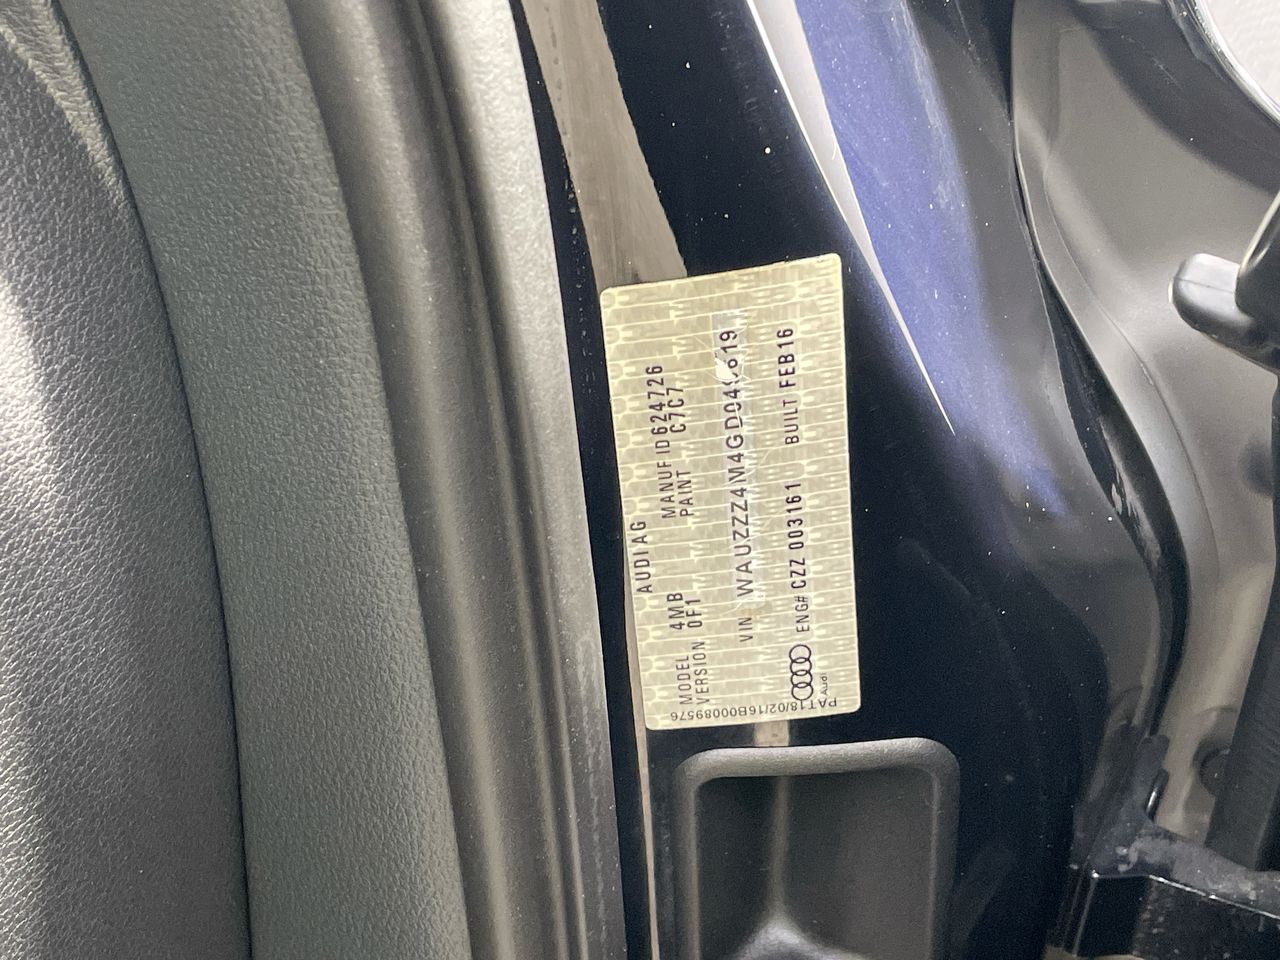 AUDI AG
MODEL 4MB MANUF ID 624726
VERSION 0F1 PAINT C7C7
VIN
ENG# CZZ 003161 BUILT FEB16
Audi
PAT18/02/16B00089576